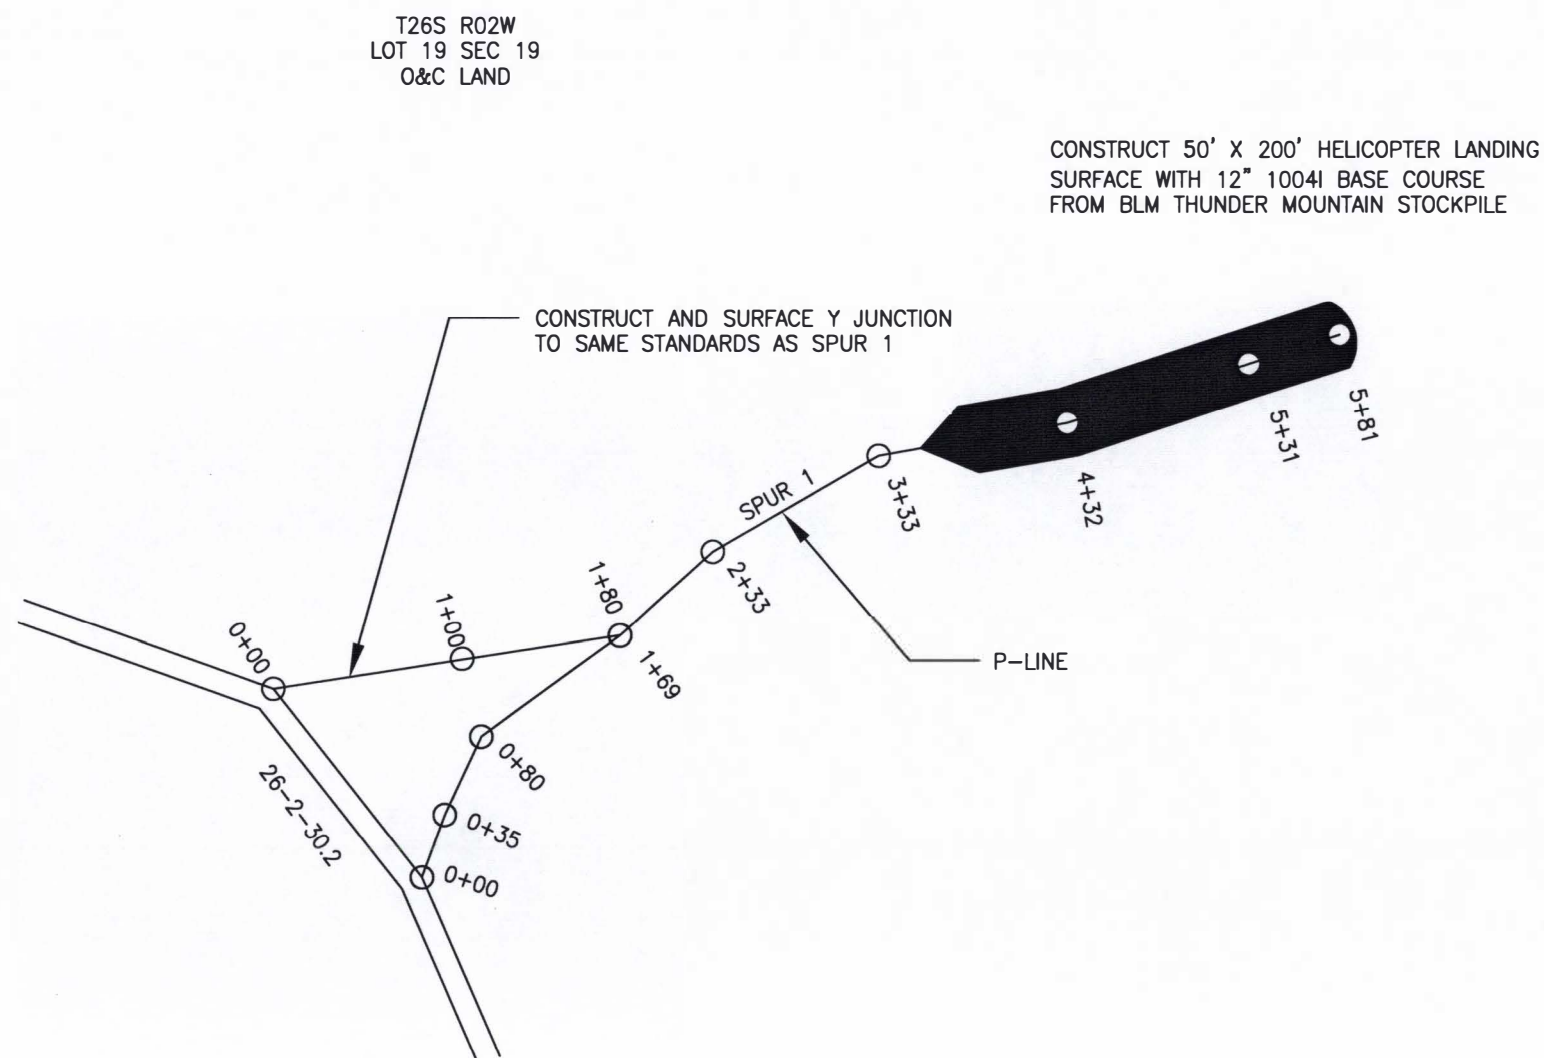 T26S R02W
LOT 19 SEC 19
O&C LAND
CONSTRUCT 50' X 200' HELICOPTER LANDING
SURFACE WITH 12" 1004I BASE COURSE
FROM BLM THUNDER MOUNTAIN STOCKPILE
CONSTRUCT AND SURFACE Y JUNCTION
TO SAME STANDARDS AS SPUR 1
5+81
5+31
4+32
SPUR 1
3+33
2+33
1+80
1+00
0+00
1+69
P-LINE
0+80
26-2-30.2
0+35
0+00